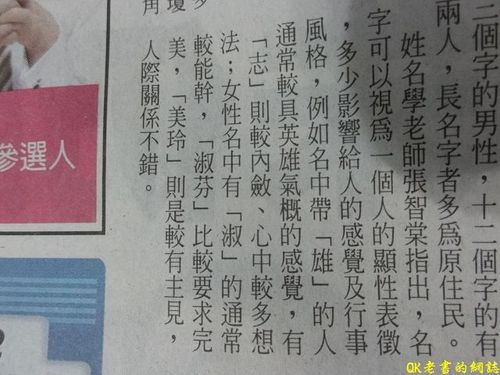 三個字的男性，十二個字的有
兩人，長名字者多為原住民。
姓名學老師張智棠指出，名
字可以視為一個人的顯性表徵
，多少影響給人的感覺及行事
風格，例如名中帶「雄」的人
通常較具英雄氣概的感覺，有
「志」則較內斂、心中較多想
法；女性名中有「淑」的通常
較能幹，「淑芬」比較要求完
美，「美玲」則是較有主見，
人際關係不錯。
參選人
QK老書的網誌